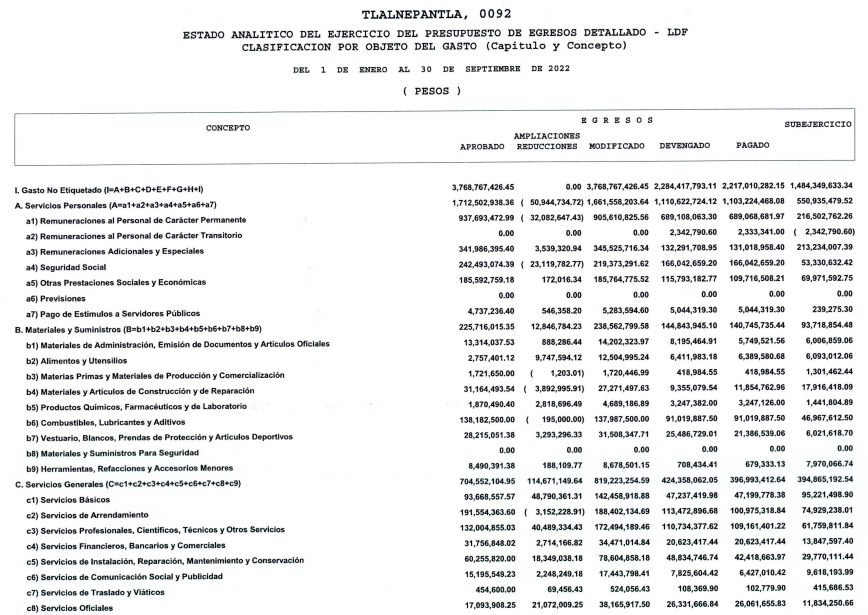 TLALNEPANTLA, 0092
ESTADO ANALITICO DEL EJERCICIO DEL PRESUPUESTO DE EGRESOS DETALLADO - LDF
CLASIFICACION POR OBJETO DEL GASTO (Capitulo y Concepto)
DEL 1 DE ENERO AL 30 DE SEPTIEMBRE DE 2022
( PESOS )
CONCEPTO E G R E S O S SUBEJERCICIO
APROBADO AMPLIACIONES REDUCCIONES MODIFICADO DEVENGADO PAGADO
I. Gasto No Etiquetado (I=A+B+C+D+E+F+G+H+I) 3,768,767,426.45 0.00 3,768,767,426.45 2,284,417,793.11 2,217,010,282.15 1,484,349,633.34
A. Servicios Personales (A=a1+a2+a3+a4+a5+a6+a7) 1,712,502,938.36 ( 50,944,734.72) 1,661,558,203.64 1,110,622,724.12 1,103,224,468.08 550,935,479.52
a1) Remuneraciones al Personal de Carácter Permanente 937,693,472.99 ( 32,082,647.43) 905,610,825.56 689,108,063.30 689,068,681.97 216,502,762.26
a2) Remuneraciones al Personal de Carácter Transitorio 0.00 0.00 0.00 2,342,790.60 2,333,341.00 ( 2,342,790.60)
a3) Remuneraciones Adicionales y Especiales 341,986,395.40 3,539,320.94 345,525,716.34 132,291,708.95 131,018,958.40 213,234,007.39
a4) Seguridad Social 242,493,074.39 ( 23,119,782.77) 219,373,291.62 166,042,659.20 166,042,659.20 53,330,632.42
a5) Otras Prestaciones Sociales y Económicas 185,592,759.18 172,016.34 185,764,775.52 115,793,182.77 109,716,508.21 69,971,592.75
a6) Previsiones 0.00 0.00 0.00 0.00 0.00 0.00
a7) Pago de Estímulos a Servidores Públicos 4,737,236.40 546,358.20 5,283,594.60 5,044,319.30 5,044,319.30 239,275.30
B. Materiales y Suministros (B=b1+b2+b3+b4+b5+b6+b7+b8+b9) 225,716,015.35 12,846,784.23 238,562,799.58 144,843,945.10 140,745,735.44 93,718,854.48
b1) Materiales de Administración, Emisión de Documentos y Artículos Oficiales 13,314,037.53 888,286.44 14,202,323.97 8,195,464.91 5,749,521.56 6,006,859.06
b2) Alimentos y Utensilios 2,757,401.12 9,747,594.12 12,504,995.24 6,411,983.18 6,389,580.68 6,093,012.06
b3) Materias Primas y Materiales de Producción y Comercialización 1,721,650.00 ( 1,203.01) 1,720,446.99 418,984.55 418,984.55 1,301,462.44
b4) Materiales y Artículos de Construcción y de Reparación 31,164,493.54 ( 3,892,995.91) 27,271,497.63 9,355,079.54 11,854,762.96 17,916,418.09
b5) Productos Químicos, Farmacéuticos y de Laboratorio 1,870,490.40 2,818,696.49 4,689,186.89 3,247,382.00 3,247,126.00 1,441,804.89
b6) Combustibles, Lubricantes y Aditivos 138,182,500.00 ( 195,000.00) 137,987,500.00 91,019,887.50 91,019,887.50 46,967,612.50
b7) Vestuario, Blancos, Prendas de Protección y Artículos Deportivos 28,215,051.38 3,293,296.33 31,508,347.71 25,486,729.01 21,386,539.06 6,021,618.70
b8) Materiales y Suministros Para Seguridad 0.00 0.00 0.00 0.00 0.00 0.00
b9) Herramientas, Refacciones y Accesorios Menores 8,490,391.38 188,109.77 8,678,501.15 708,434.41 679,333.13 7,970,066.74
C. Servicios Generales (C=c1+c2+c3+c4+c5+c6+c7+c8+c9) 704,552,104.95 114,671,149.64 819,223,254.59 424,358,062.05 396,993,412.64 394,865,192.54
c1) Servicios Básicos 93,668,557.57 48,790,361.31 142,458,918.88 47,237,419.98 47,199,778.38 95,221,498.90
c2) Servicios de Arrendamiento 191,554,363.60 ( 3,152,228.91) 188,402,134.69 113,472,896.68 100,975,318.84 74,929,238.01
c3) Servicios Profesionales, Científicos, Técnicos y Otros Servicios 132,004,855.03 40,489,334.43 172,494,189.46 110,734,377.62 109,161,401.22 61,759,811.84
c4) Servicios Financieros, Bancarios y Comerciales 31,756,848.02 2,714,166.82 34,471,014.84 20,623,417.44 20,623,417.44 13,847,597.40
c5) Servicios de Instalación, Reparación, Mantenimiento y Conservación 60,255,820.00 18,349,038.18 78,604,858.18 48,834,746.74 42,418,663.97 29,770,111.44
c6) Servicios de Comunicación Social y Publicidad 15,195,549.23 2,248,249.18 17,443,798.41 7,825,604.42 6,427,010.42 9,618,193.99
c7) Servicios de Traslado y Viáticos 454,600.00 69,456.43 524,056.43 108,369.90 102,779.90 415,686.53
c8) Servicios Oficiales 17,093,908.25 21,072,009.25 38,165,917.50 26,331,666.84 26,061,655.83 11,834,250.66